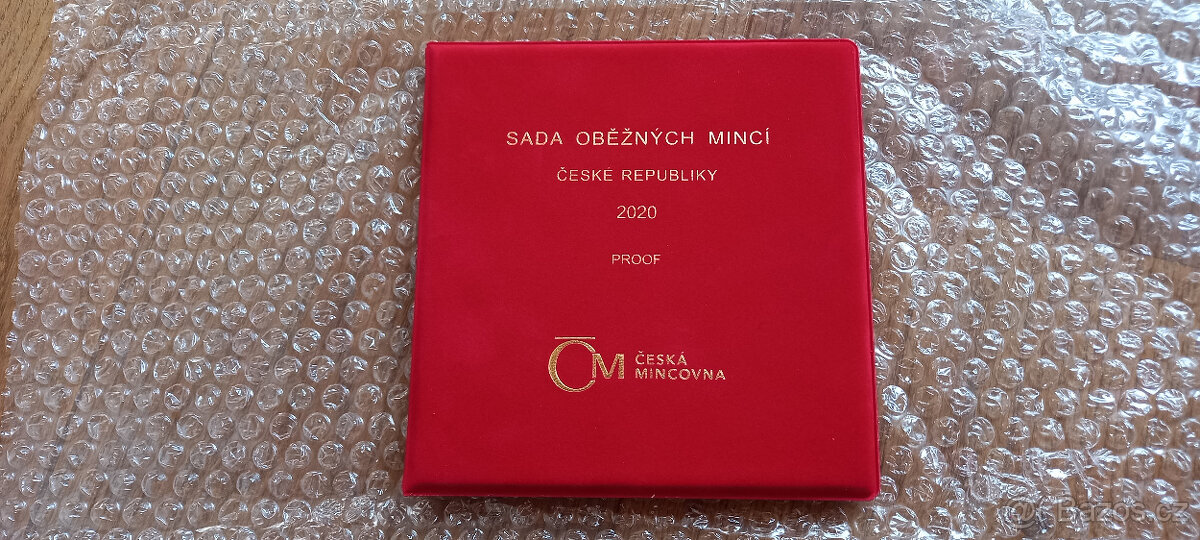 SADA OBĚŽNÝCH MINCÍ
ČESKÉ REPUBLIKY
2020
PROOF
ČM ČESKÁ
MINCOVNA
@ Bazos.cz